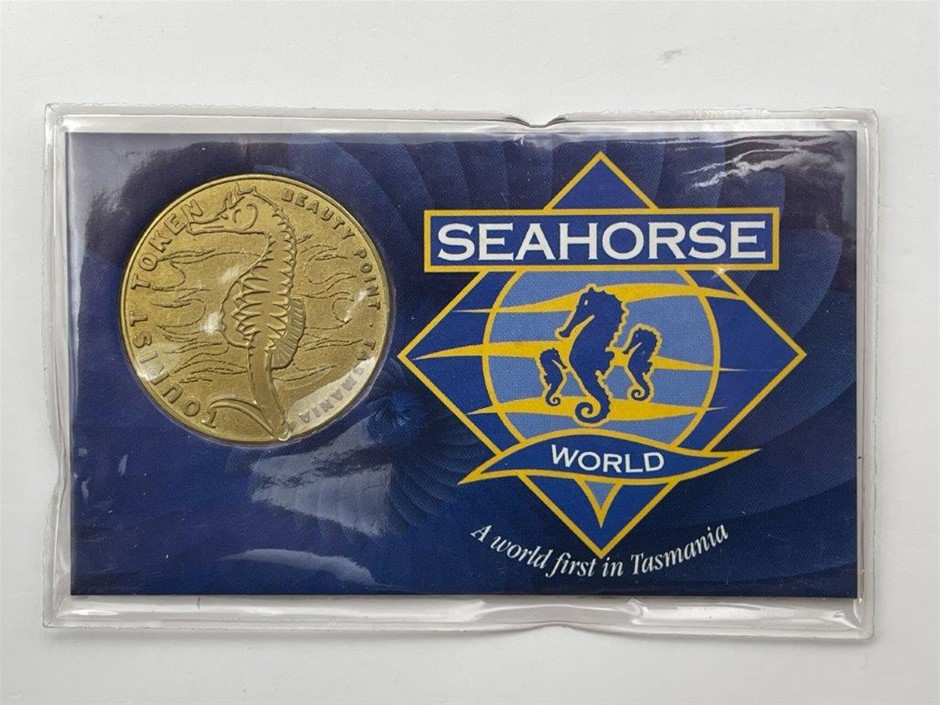 TOURIST TOKEN
BEAUTY POINT · TASMANIA
SEAHORSE
WORLD
A world first in Tasmania